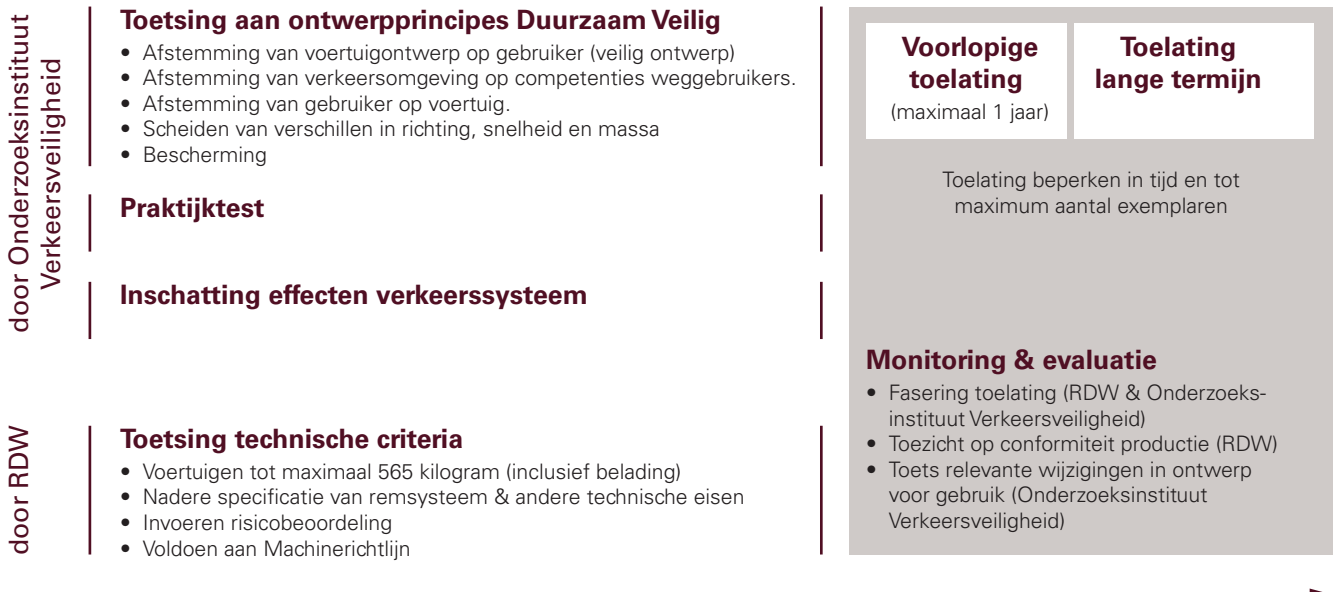 door Onderzoeksinstituut
Verkeersveiligheid
Toetsing aan ontwerpprincipes Duurzaam Veilig
• Afstemming van voertuigontwerp op gebruiker (veilig ontwerp)
• Afstemming van verkeersomgeving op competenties weggebruikers.
• Afstemming van gebruiker op voertuig.
• Scheiden van verschillen in richting, snelheid en massa
• Bescherming
Praktijktest
Inschatting effecten verkeerssysteem
door RDW
Toetsing technische criteria
• Voertuigen tot maximaal 565 kilogram (inclusief belading)
• Nadere specificatie van remsysteem & andere technische eisen
• Invoeren risicobeoordeling
• Voldoen aan Machinerichtlijn
Voorlopige
toelating
(maximaal 1 jaar)
Toelating
lange termijn
Toelating beperken in tijd en tot
maximum aantal exemplaren
Monitoring & evaluatie
• Fasering toelating (RDW & Onderzoeks-
instituut Verkeersveiligheid)
• Toezicht op conformiteit productie (RDW)
• Toets relevante wijzigingen in ontwerp
voor gebruik (Onderzoeksinstituut
Verkeersveiligheid)